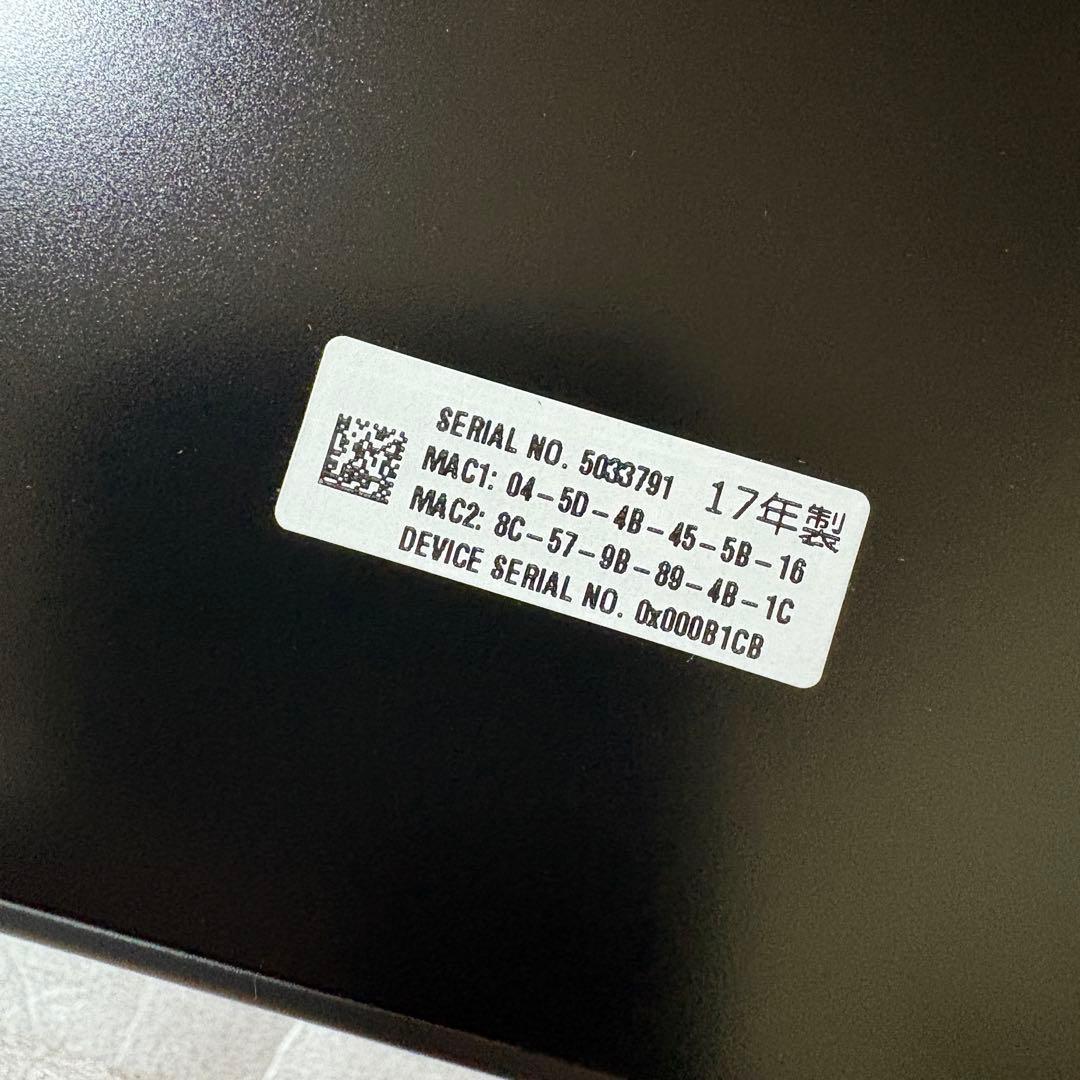 SERIAL NO. 5033791 17年製
MAC1: 04-5D-4B-45-5B-16
MAC2: 8C-57-9B-89-4B-1C
DEVICE SERIAL NO. 0x000B1CB